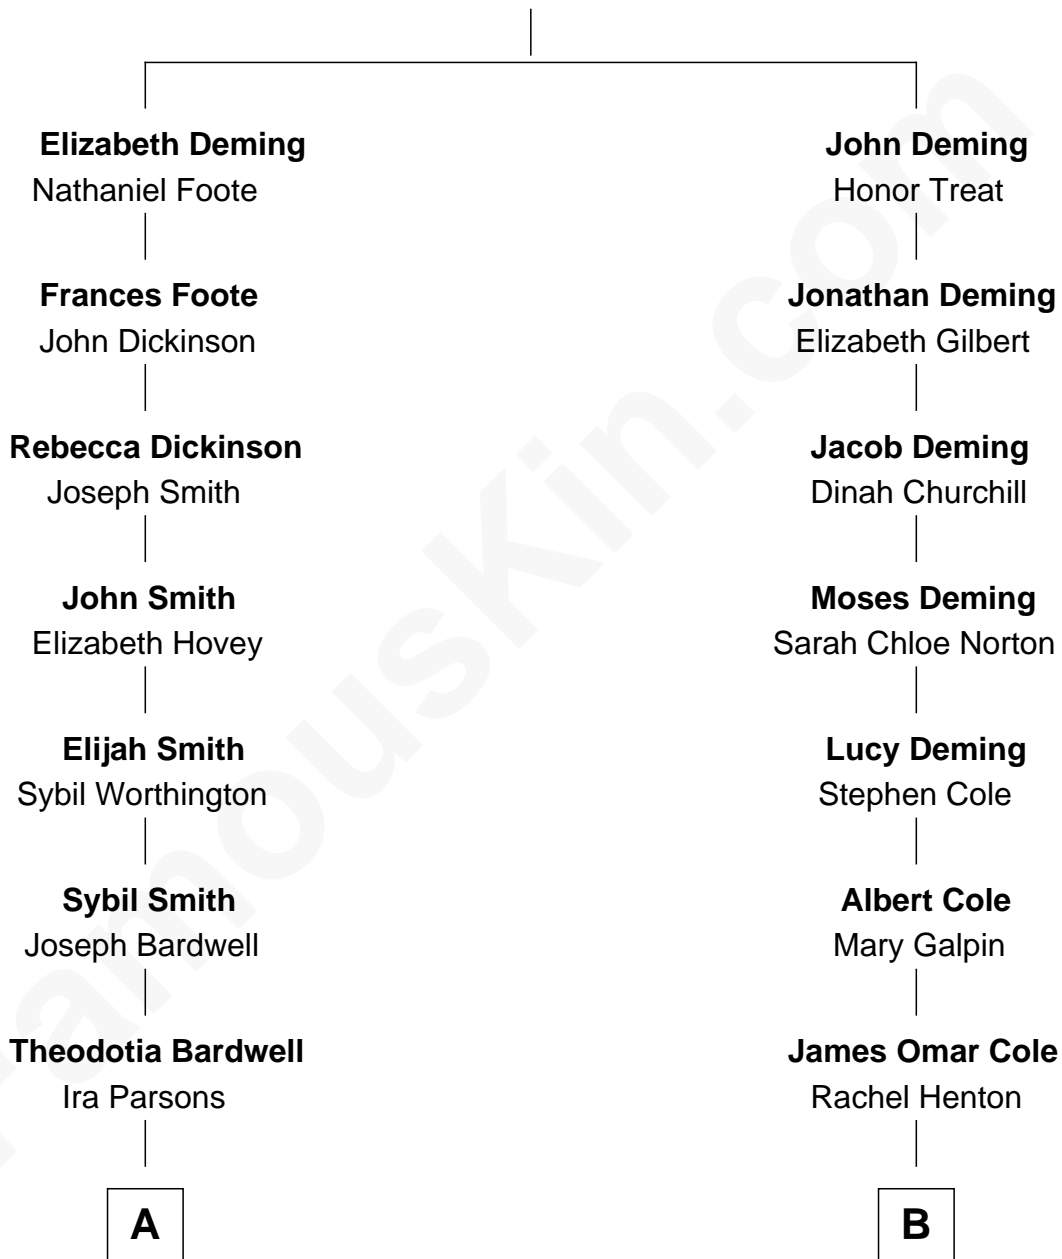 Elizabeth Deming
Nathaniel Foote
Frances Foote
John Dickinson
Rebecca Dickinson
Joseph Smith
John Smith
Elizabeth Hovey
Elijah Smith
Sybil Worthington
Sybil Smith
Joseph Bardwell
Theodotia Bardwell
Ira Parsons
A
John Deming
Honor Treat
Jonathan Deming
Elizabeth Gilbert
Jacob Deming
Dinah Churchill
Moses Deming
Sarah Chloe Norton
Lucy Deming
Stephen Cole
Albert Cole
Mary Galpin
James Omar Cole
Rachel Henton
B
FamousKin.com